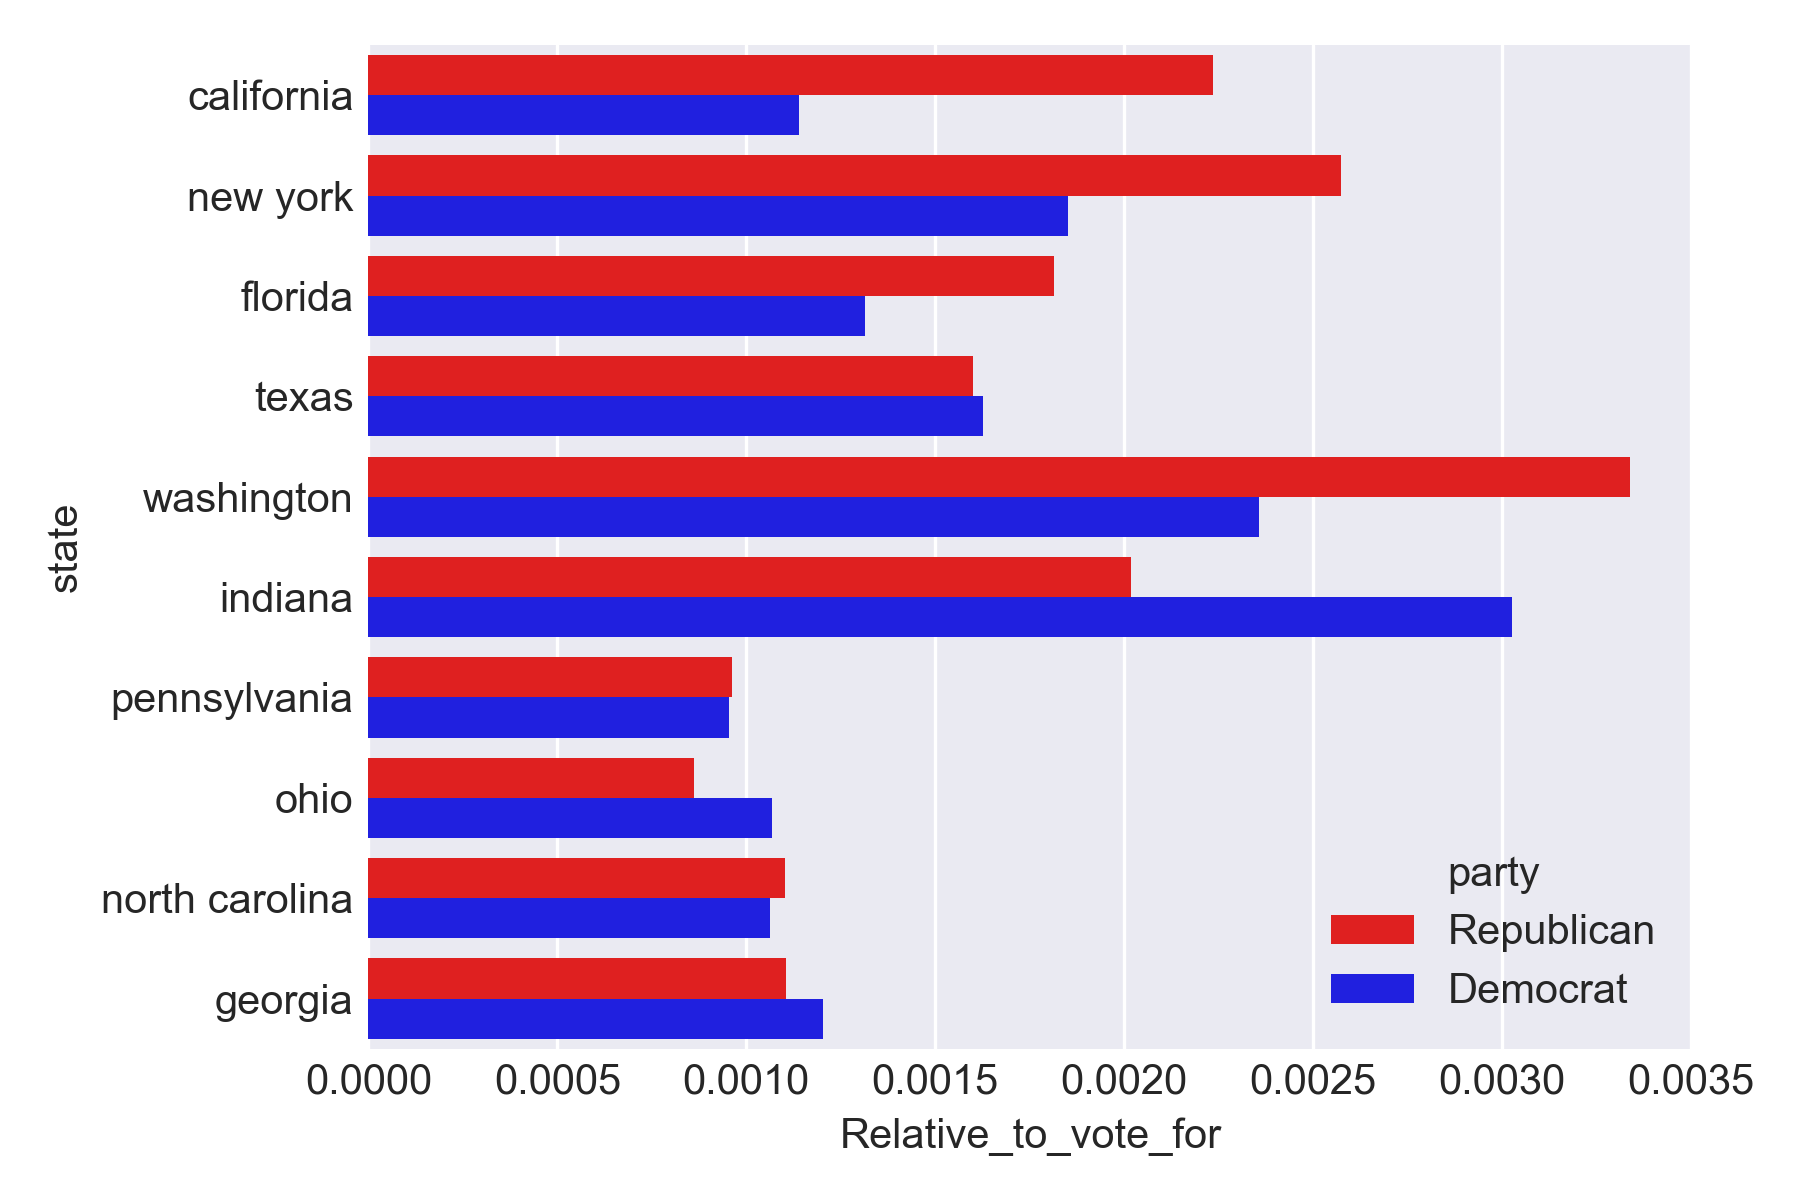 california
new york
florida
texas
washington
indiana
pennsylvania
ohio
north carolina
georgia
state
party
Republican
Democrat
0.0000 0.0005 0.0010 0.0015 0.0020 0.0025 0.0030 0.0035
Relative_to_vote_for